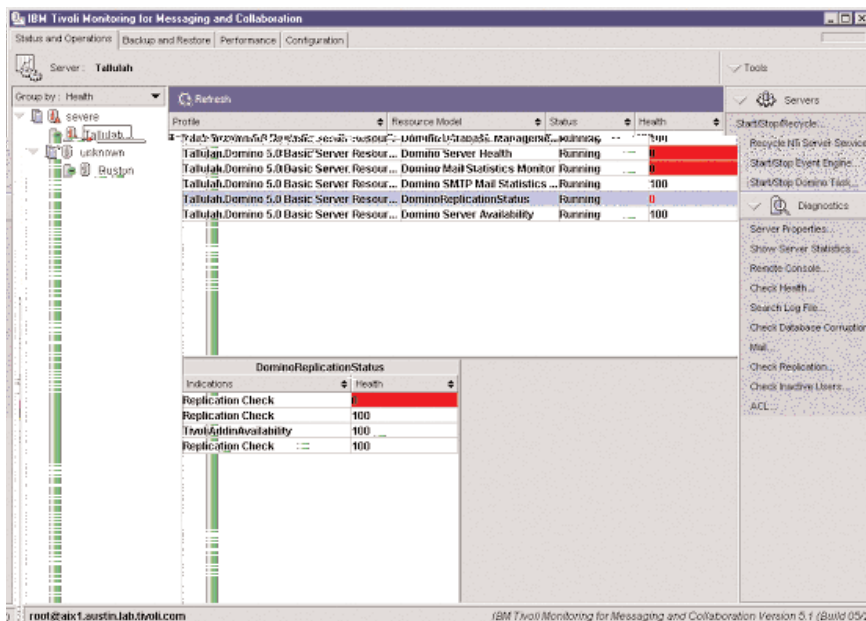 IBM Tivoli Monitoring for Messaging and Collaboration
Status and Operations Backup and Restore Performance Configuration
Server: Tallulah
Tools
Group by: Health
Refresh
Servers
severe
Tallulah...
unknown
Ruston
Profile Resource Model Status Health
Running 100
Tallulah.Domino 5.0 Basic Server Resour... Domino Server Health Running
Tallulah.Domino 5.0 Basic Server Resour... Domino Mail Statistics Monitor Running
Tallulah.Domino 5.0 Basic Server Resour... Domino SMTP Mail Statistics ... Running 100
Tallulah.Domino 5.0 Basic Server Resour... DominoReplicationStatus Running 0
Tallulah.Domino 5.0 Basic Server Resour... Domino Server Availability Running 100
Start/Stop/Recycle...
Recycle NT Server Service
Start/Stop Event Engine...
Start/Stop Domino Task...
Diagnostics
Server Properties...
Show Server Statistics...
Remote Console...
Check Health...
Search Log File...
Check Database Corruption
Mail...
Check Replication...
Check Inactive Users...
ACL...
DominoReplicationStatus
Indications Health
Replication Check
Replication Check 100
TivoliAddinAvailability 100
Replication Check 100
root@aix1.austin.lab.tivoli.com
IBM Tivoli Monitoring for Messaging and Collaboration Version 5.1 (Build 05/2